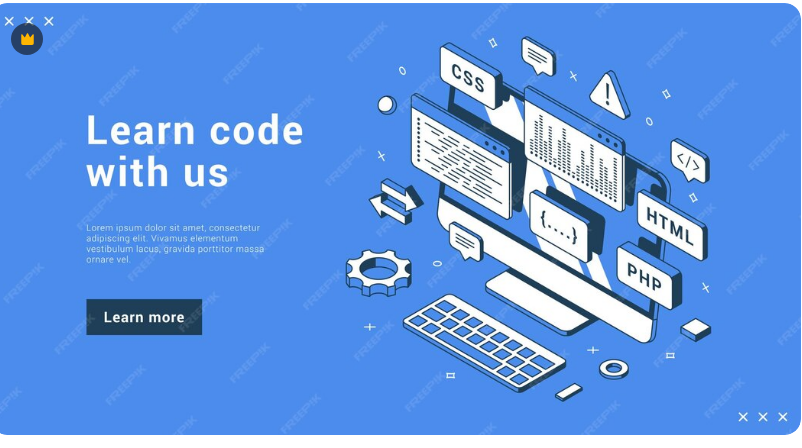 Learn code
with us
Lorem ipsum dolor sit amet, consectetur
adipiscing elit. Vivamus elementum
vestibulum lacus, gravida porttitor massa
ornare vel.
Learn more
CSS
!
</>
{....}
HTML
PHP
FREEPIK